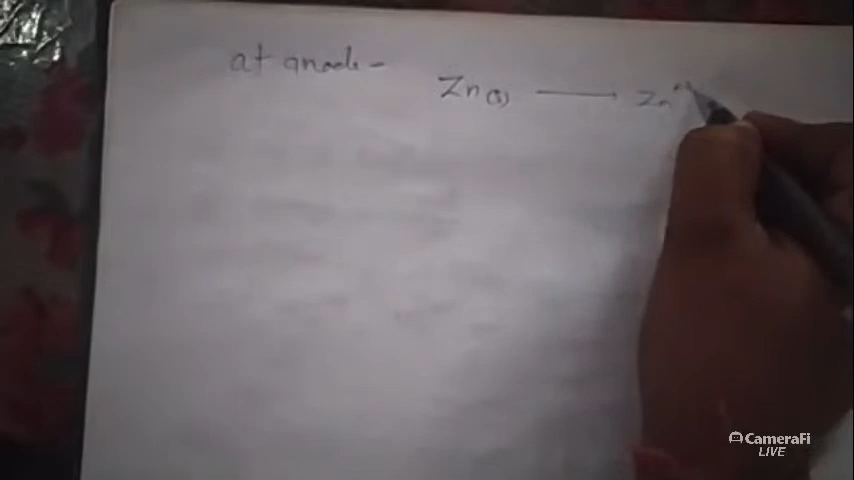 at anode -
Zn(s) —— Zn
CameraFi
LIVE